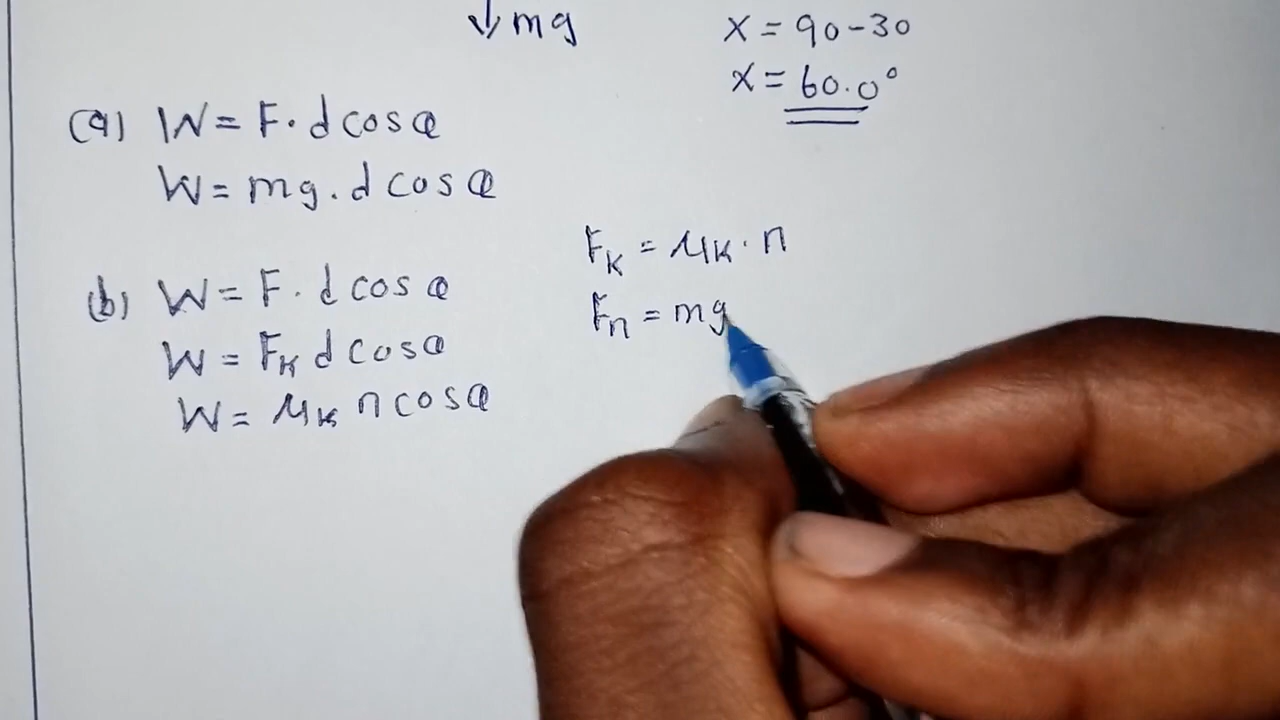 ↓mg
x = 90-30
x = 60.0°
(a) W = F · d cos θ
W = mg . d cos θ
(b) W = F · d cos θ
W = Fk d cos θ
W = μk n cos θ
Fk = μk · n
Fn = mg